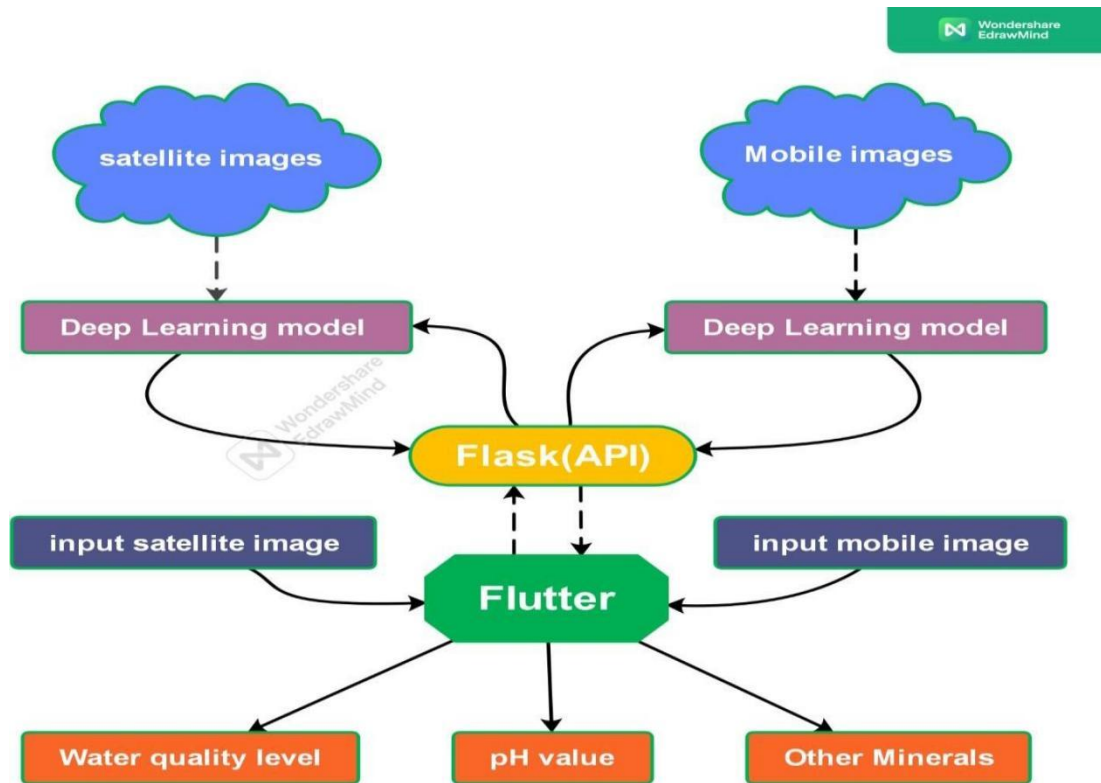 Wondershare
EdrawMind
satellite images
Mobile images
Deep Learning model
Deep Learning model
Wondershare
EdrawMind
Flask(API)
input satellite image
input mobile image
Flutter
Water quality level
pH value
Other Minerals